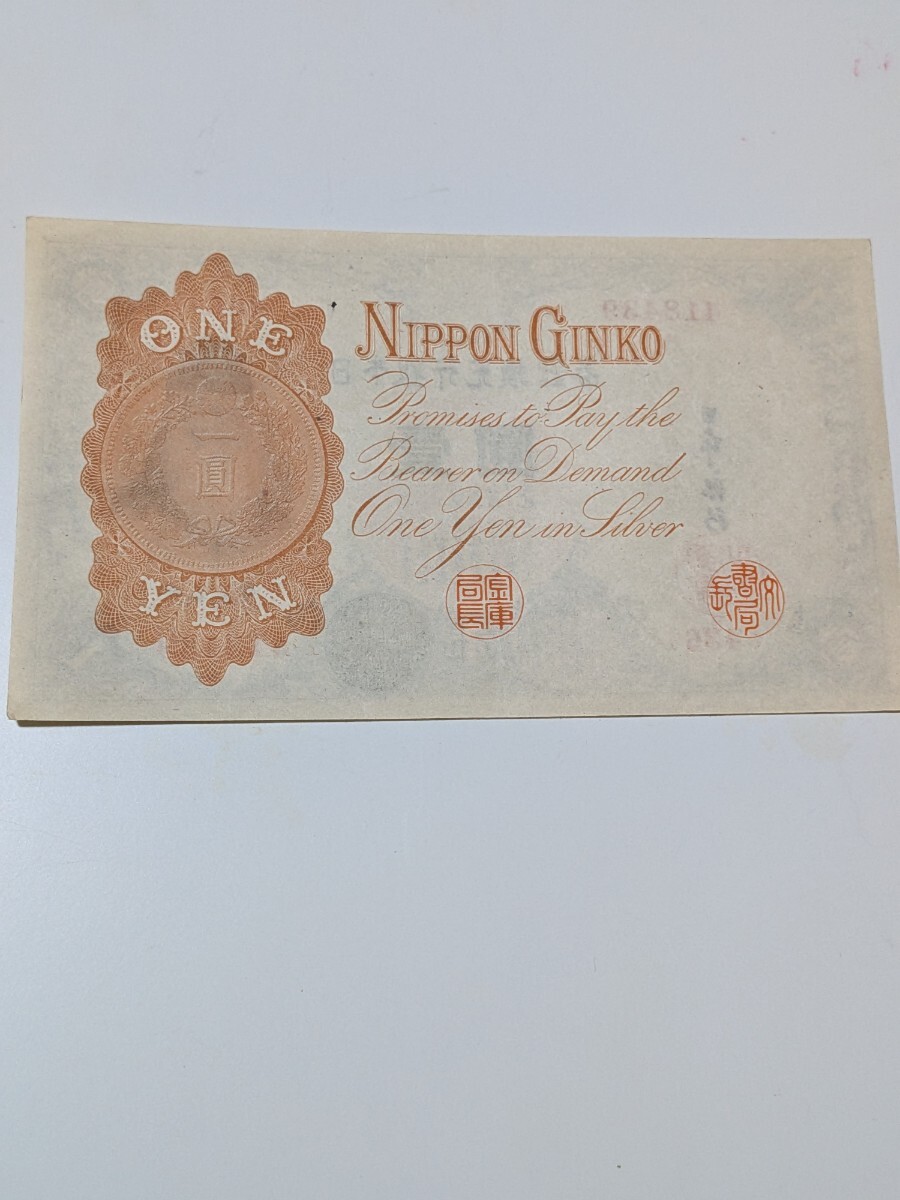 ONE
一
圓
YEN
NIPPON GINKO
Promises to Pay the
Bearer on Demand
One Yen in Silver
金庫
局長
文書局長